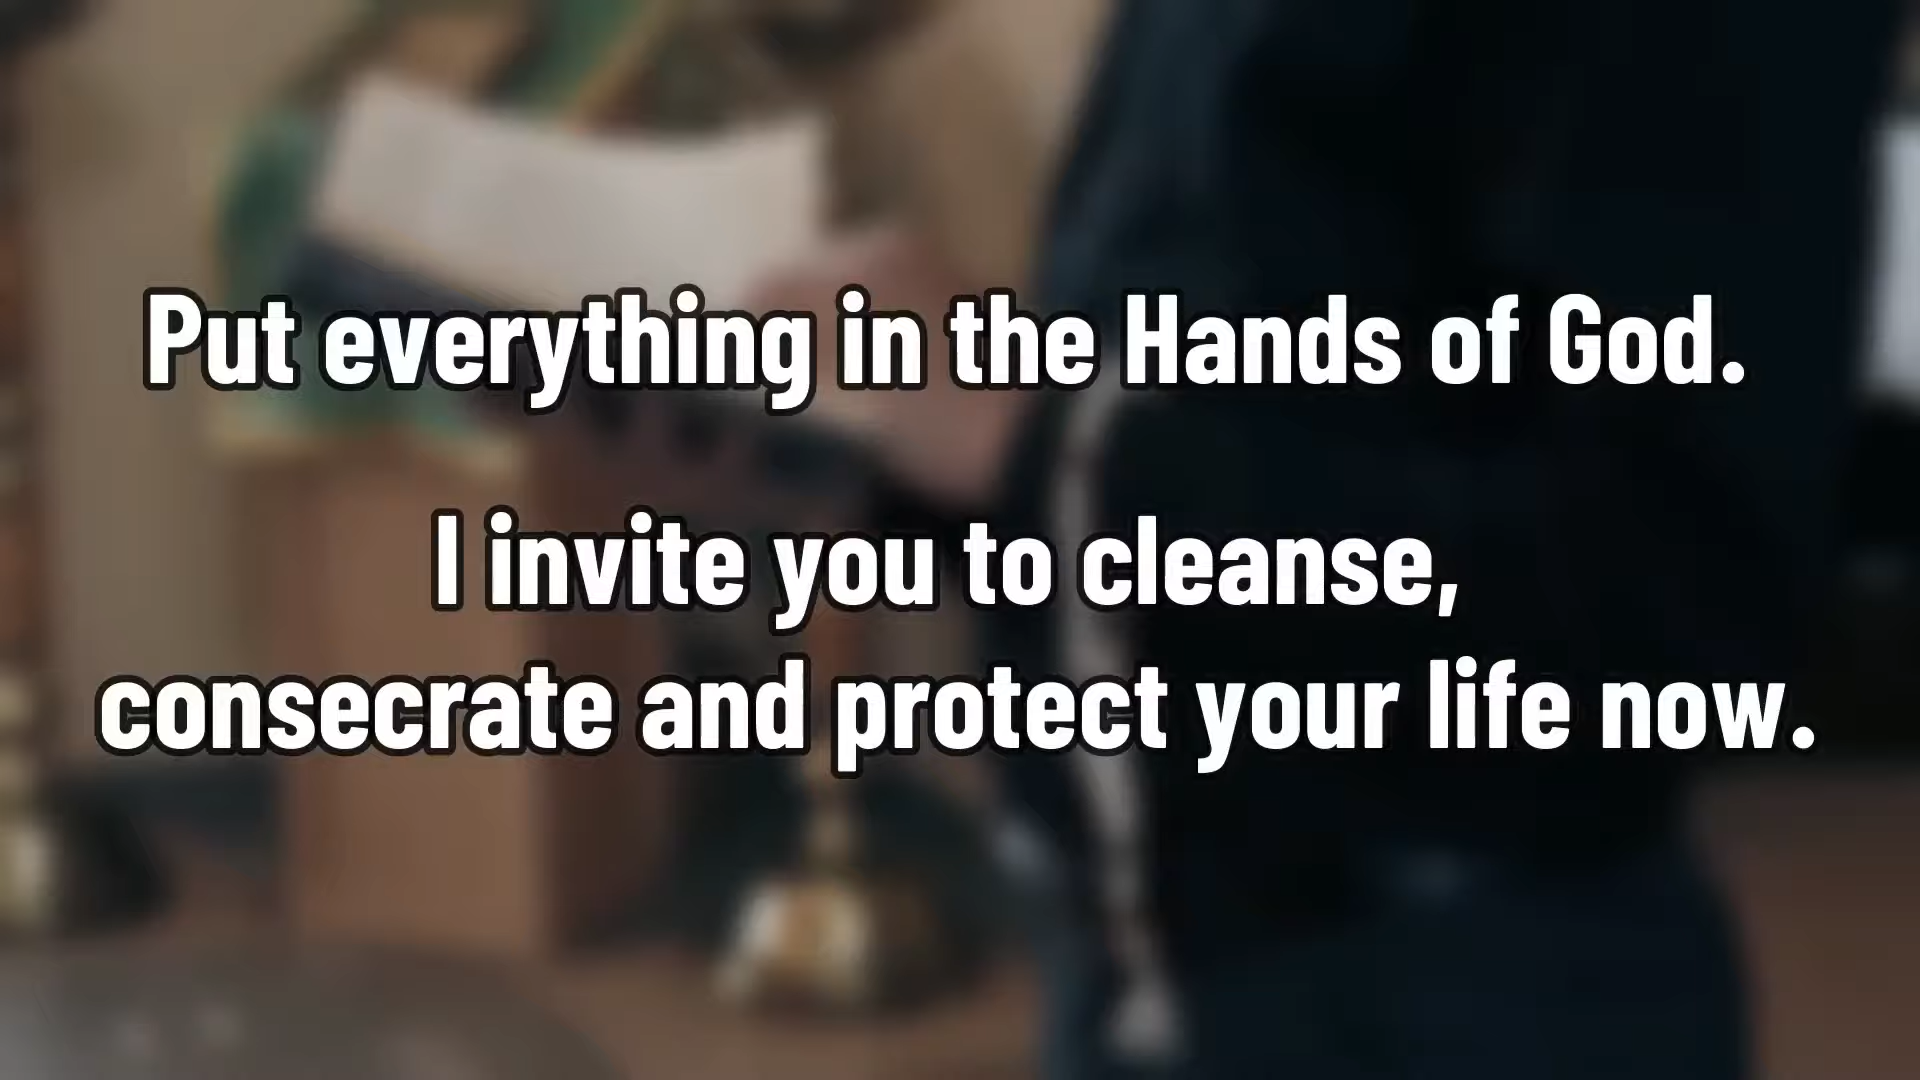 Put everything in the Hands of God.
I invite you to cleanse,
consecrate and protect your life now.